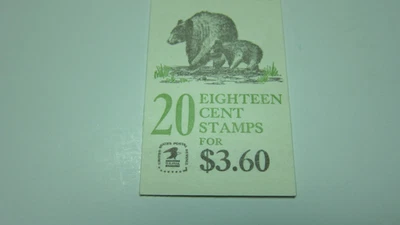 20
EIGHTEEN
CENT
STAMPS
FOR
$3.60